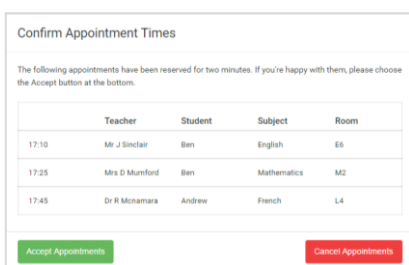 Confirm Appointment Times
The following appointments have been reserved for two minutes. If you're happy with them, please choose
the Accept button at the bottom.
Teacher Student Subject Room
17:10 Mr J Sinclair Ben English E6
17:25 Mrs D Mumford Ben Mathematics M2
17:45 Dr R Mcnamara Andrew French L4
Accept Appointments Cancel Appointments